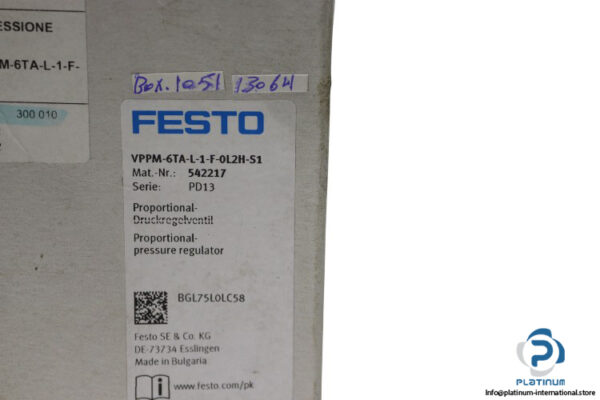 ESSIONE
M-6TA-L-1-F-
300 010
Box.1051 13064
FESTO
VPPM-6TA-L-1-F-0L2H-S1
Mat.-Nr.: 542217
Serie: PD13
Proportional-
Druckregelventil
Proportional-
pressure regulator
BGL75L0LC58
Festo SE & Co. KG
DE-73734 Esslingen
Made in Bulgaria
www.festo.com/pk
PLATINUM
Info@platinum-international.store